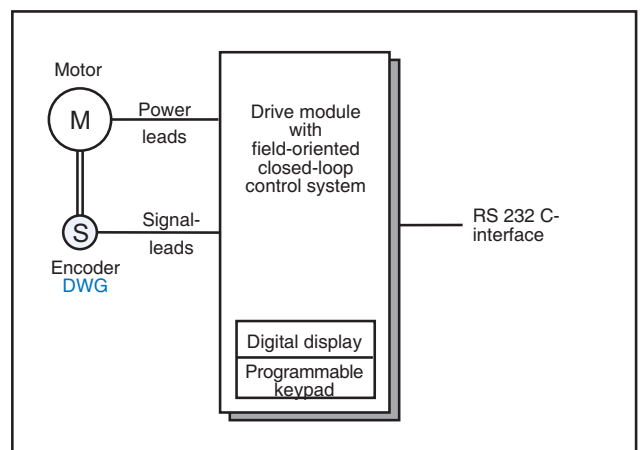 Motor
M
Power
leads
Drive module
with
field-oriented
closed-loop
control system
S
Signal-
leads
Encoder
DWG
RS 232 C-
interface
Digital display
Programmable
keypad